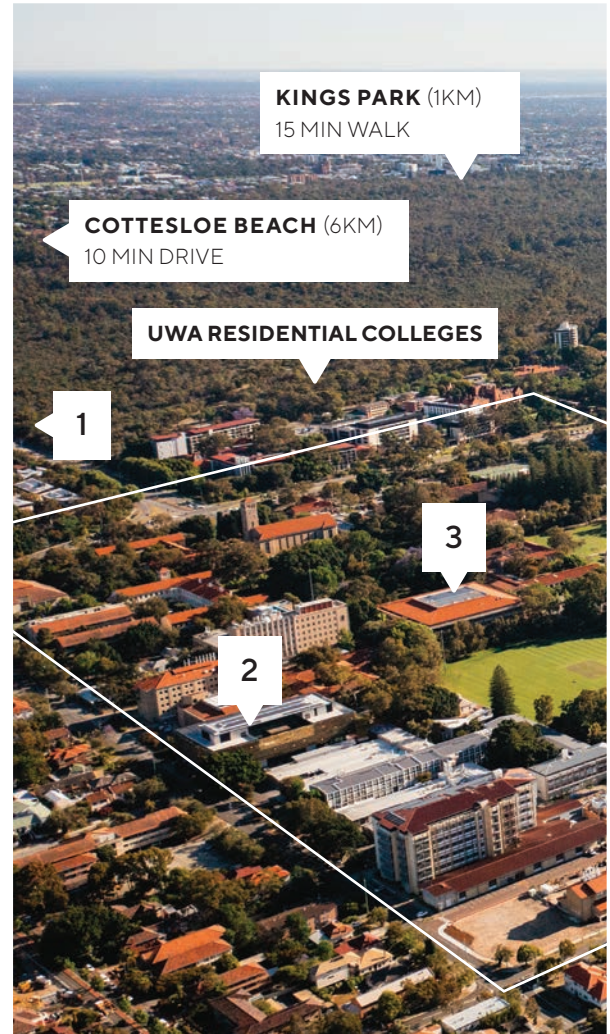 KINGS PARK (1KM)
15 MIN WALK
COTTESLOE BEACH (6KM)
10 MIN DRIVE
UWA RESIDENTIAL COLLEGES
1
3
2